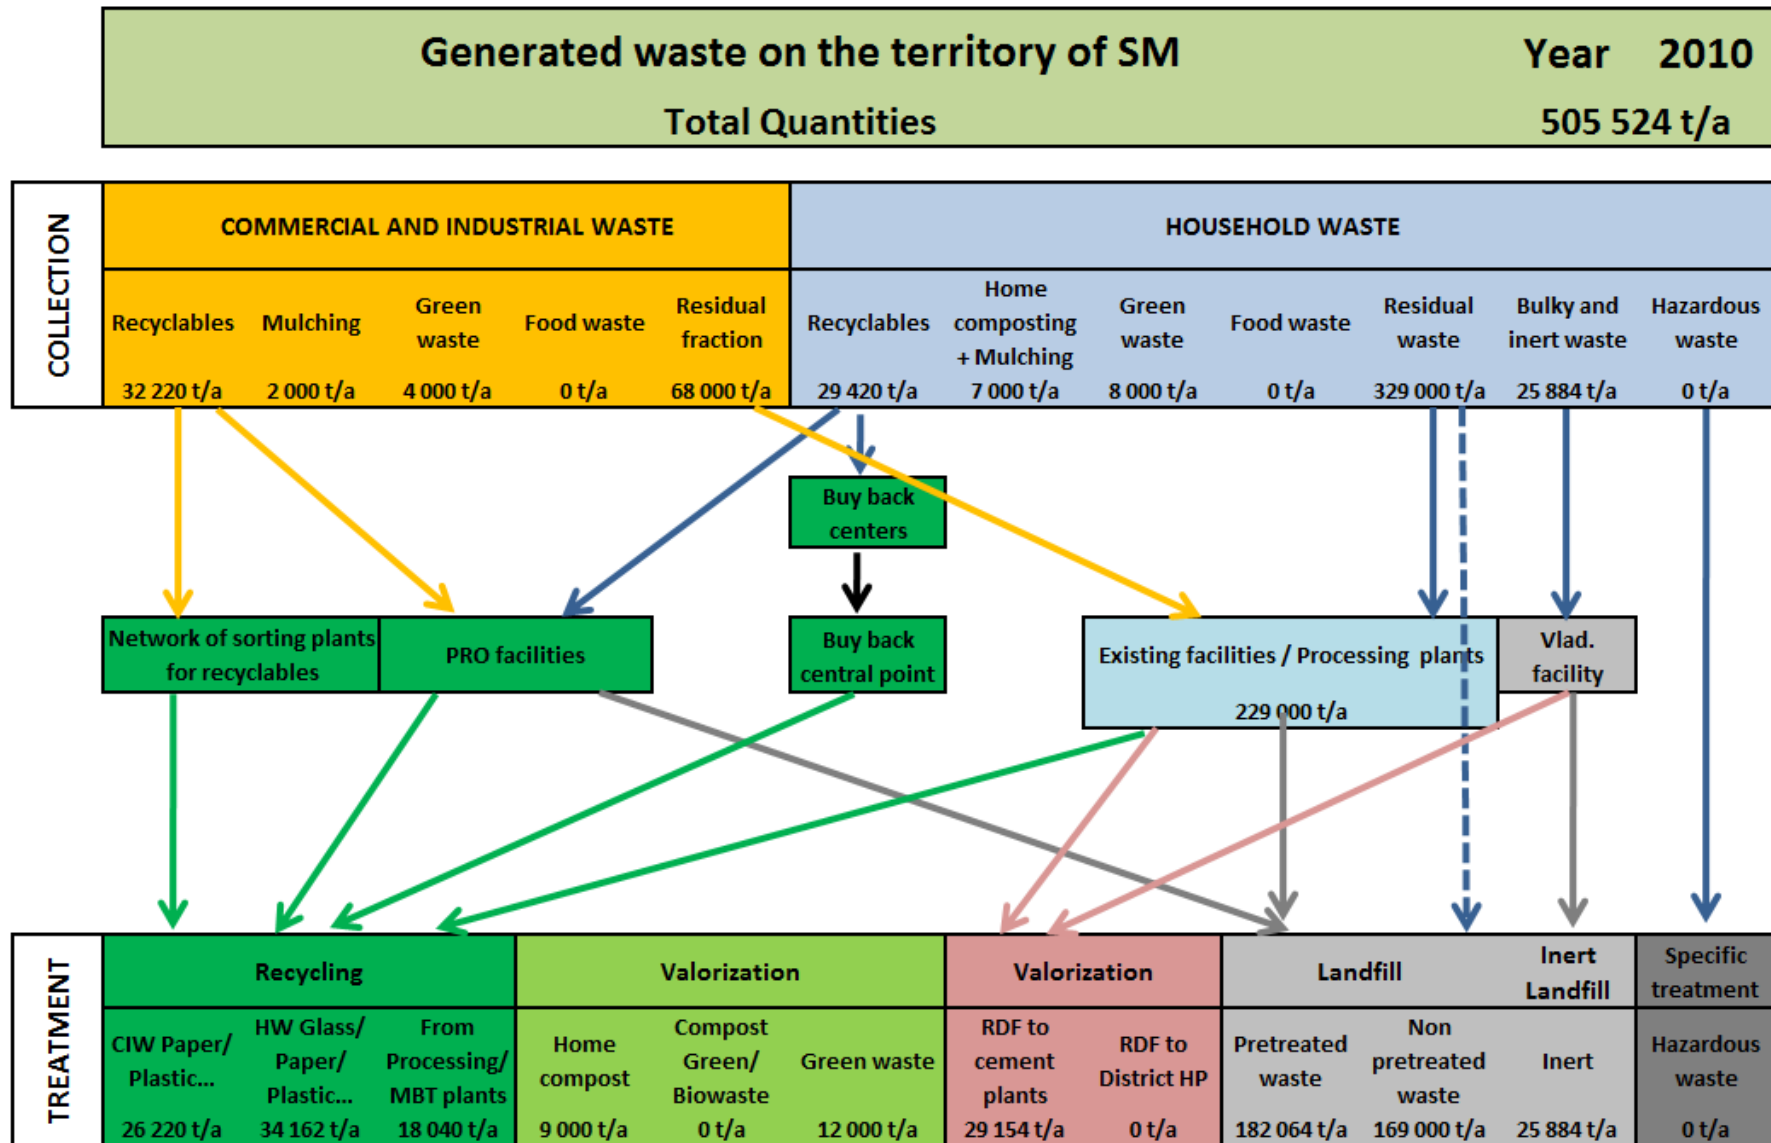 Generated waste on the territory of SM Year 2010
Total Quantities 505 524 t/a
COLLECTION
COMMERCIAL AND INDUSTRIAL WASTE
HOUSEHOLD WASTE
Recyclables
32 220 t/a
Mulching
2 000 t/a
Green
waste
4 000 t/a
Food waste
0 t/a
Residual
fraction
68 000 t/a
Recyclables
29 420 t/a
Home
composting
+ Mulching
7 000 t/a
Green
waste
8 000 t/a
Food waste
0 t/a
Residual
waste
329 000 t/a
Bulky and
inert waste
25 884 t/a
Hazardous
waste
0 t/a
Buy back
centers
Network of sorting plants
for recyclables
PRO facilities
Buy back
central point
Existing facilities / Processing plants
229 000 t/a
Vlad.
facility
TREATMENT
Recycling
Valorization
Valorization
Landfill
Inert
Landfill
Specific
treatment
CIW Paper/
Plastic...
26 220 t/a
HW Glass/
Paper/
Plastic...
34 162 t/a
From
Processing/
MBT plants
18 040 t/a
Home
compost
9 000 t/a
Compost
Green/
Biowaste
0 t/a
Green waste
12 000 t/a
RDF to
cement
plants
29 154 t/a
RDF to
District HP
0 t/a
Pretreated
waste
182 064 t/a
Non
pretreated
waste
169 000 t/a
Inert
25 884 t/a
Hazardous
waste
0 t/a